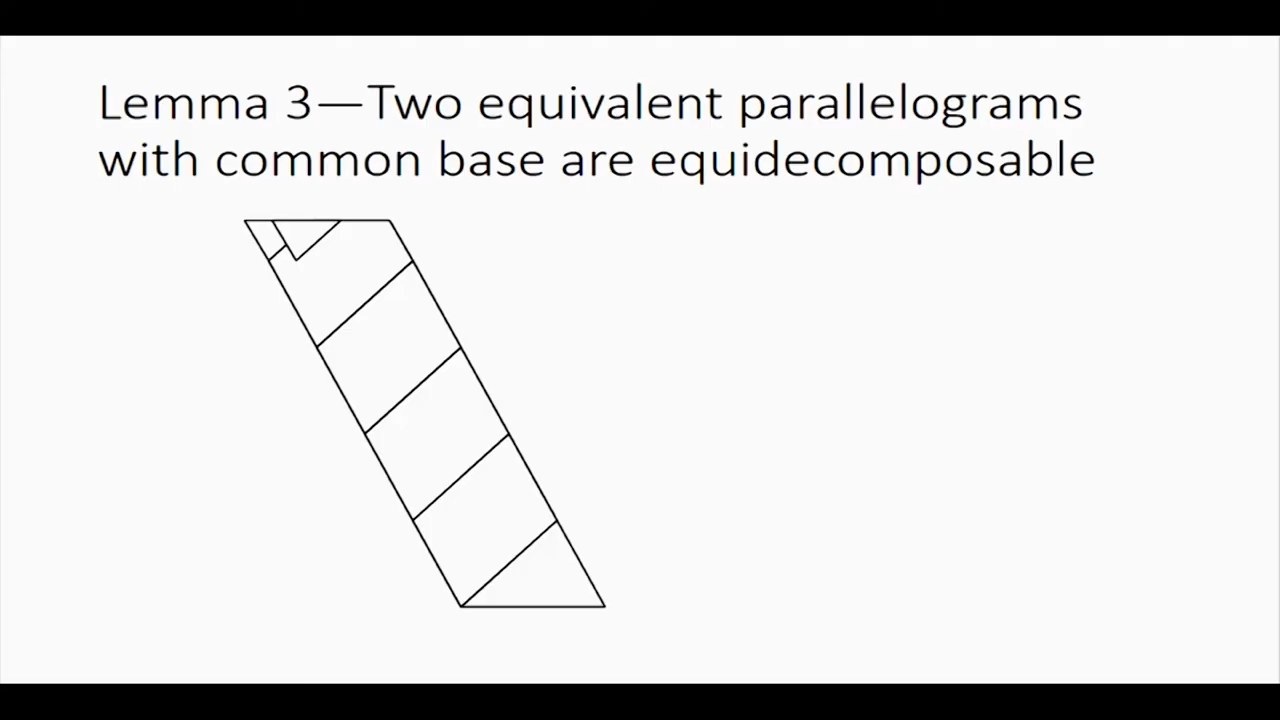 Lemma 3—Two equivalent parallelograms
with common base are equidecomposable